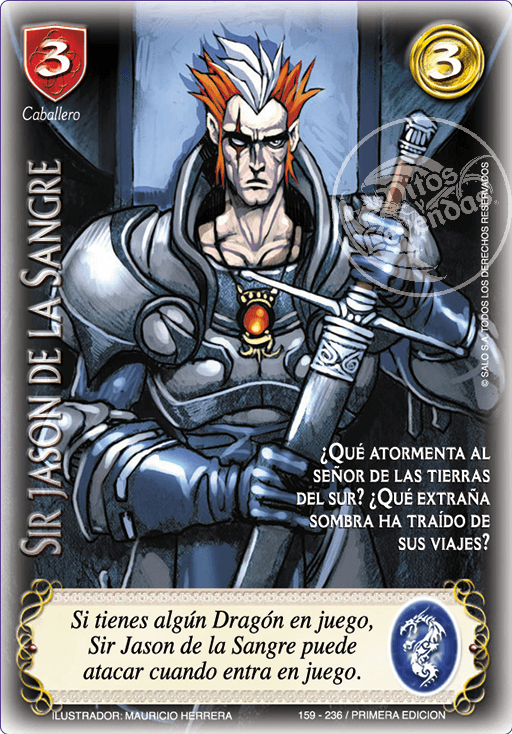 3
3
Caballero
SIR JASON DE LA SANGRE
Mitos
Leyendas
© SALO S.A. TODOS LOS DERECHOS RESERVADOS
¿QUÉ ATORMENTA AL
SEÑOR DE LAS TIERRAS
DEL SUR? ¿QUÉ EXTRAÑA
SOMBRA HA TRAÍDO DE
SUS VIAJES?
Si tienes algún Dragón en juego,
Sir Jason de la Sangre puede
atacar cuando entra en juego.
ILUSTRADOR: MAURICIO HERRERA
159 - 236 / PRIMERA EDICION